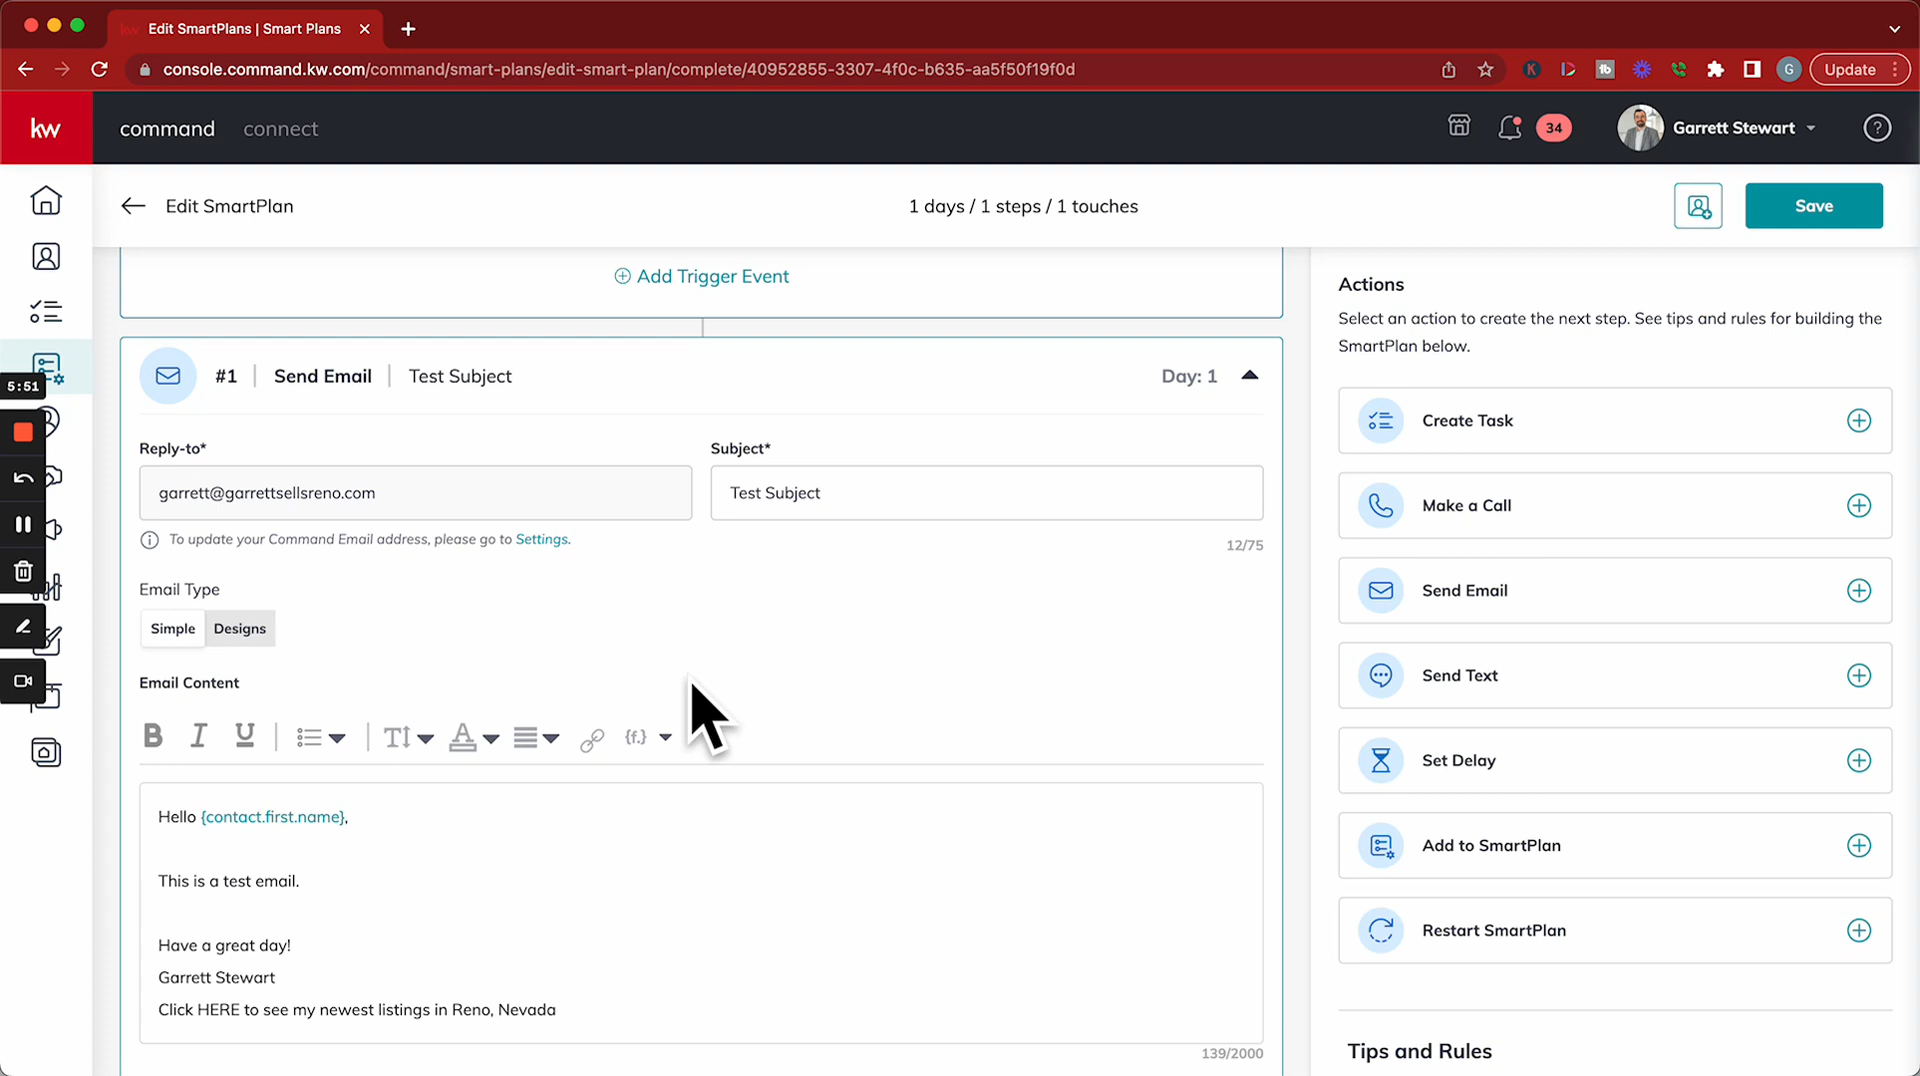 Edit SmartPlans | Smart Plans
console.command.kw.com/command/smart-plans/edit-smart-plan/complete/40952855-3307-4f0c-b635-aa5f50f19f0d
Update
kw
command
connect
34
Garrett Stewart
Edit SmartPlan
1 days / 1 steps / 1 touches
Save
Add Trigger Event
#1 | Send Email | Test Subject
Day: 1
Reply-to*
Subject*
garrett@garrettsellsreno.com
Test Subject
To update your Command Email address, please go to Settings.
12/75
Email Type
Simple
Designs
Email Content
B I U
{f.}
Hello {contact.first.name},
This is a test email.
Have a great day!
Garrett Stewart
Click HERE to see my newest listings in Reno, Nevada
139/2000
5:51
Actions
Select an action to create the next step. See tips and rules for building the
SmartPlan below.
Create Task
Make a Call
Send Email
Send Text
Set Delay
Add to SmartPlan
Restart SmartPlan
Tips and Rules